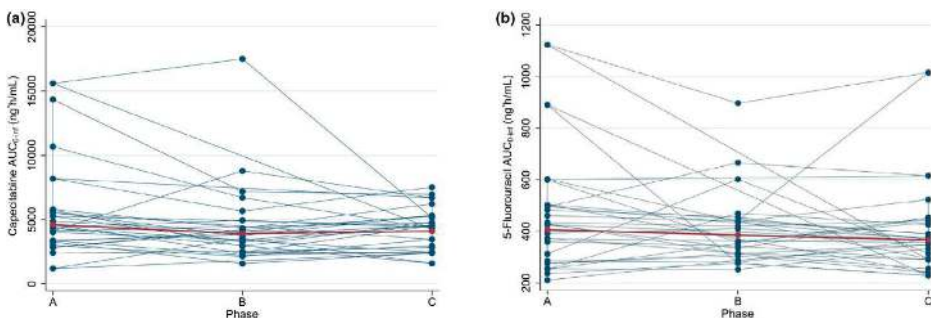 (a)
Capecitabine AUC0-inf (ng*h/mL)
20000
15000
10000
5000
0
A
B
C
Phase
(b)
5-Fluorouracil AUC0-inf (ng*h/mL)
1200
1000
800
600
400
200
A
B
C
Phase